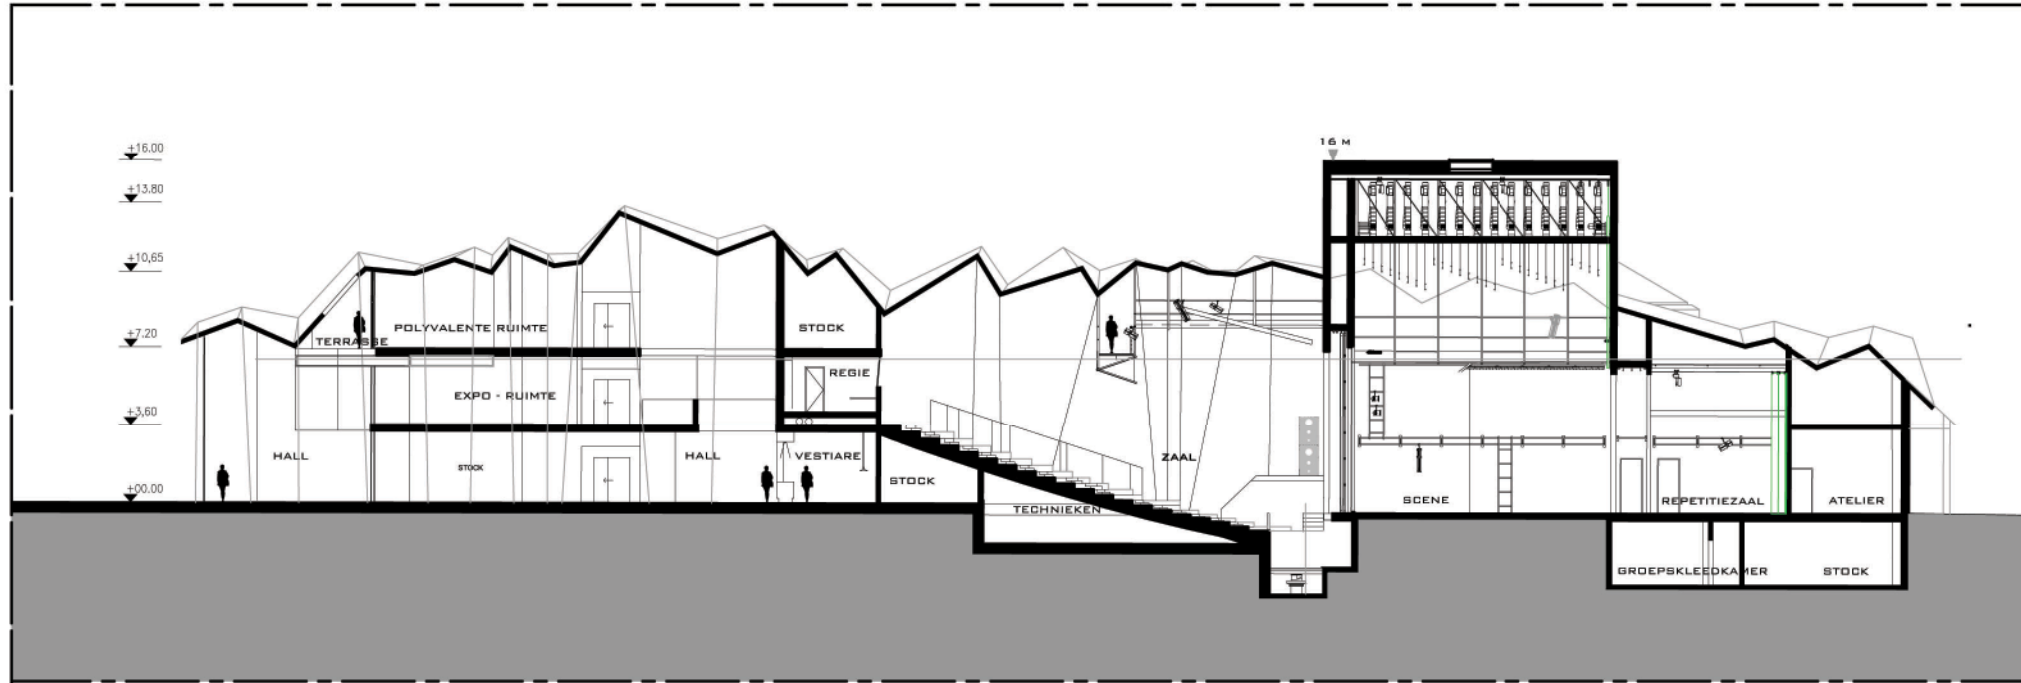 16 M
+16.00
+13.80
+10,65
+7.20
+3,60
+00.00
POLYVALENTE RUIMTE
TERRASSE
STOCK
REGIE
EXPO - RUIMTE
HALL
STOCK
HALL
VESTIARE
STOCK
ZAAL
TECHNIEKEN
SCENE
REPETITIEZAAL
ATELIER
GROEPSKLEEDKAMER
STOCK